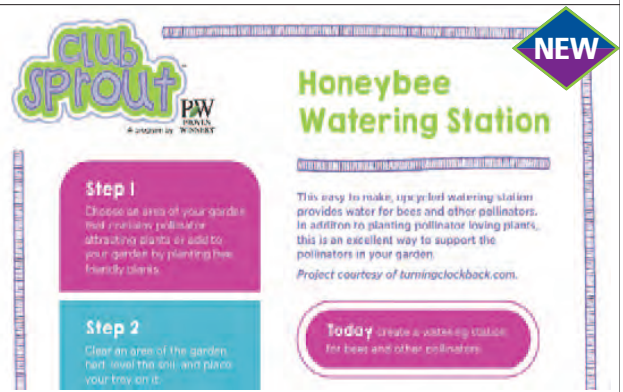 club
sprout™
A program by PW PROVEN WINNERS®
NEW
Honeybee
Watering Station
Step 1
Choose an area of your garden
that contains pollinator
attracting plants or add to
your garden by planting bee
friendly plants.
Step 2
Clear an area of the garden
bed, level the soil, and place
your tray on it.
This easy to make, upcycled watering station
provides water for bees and other pollinators.
In addition to planting pollinator loving plants,
this is an excellent way to support the
pollinators in your garden.
Project courtesy of turningclockback.com.
Today create a watering station
for bees and other pollinators.